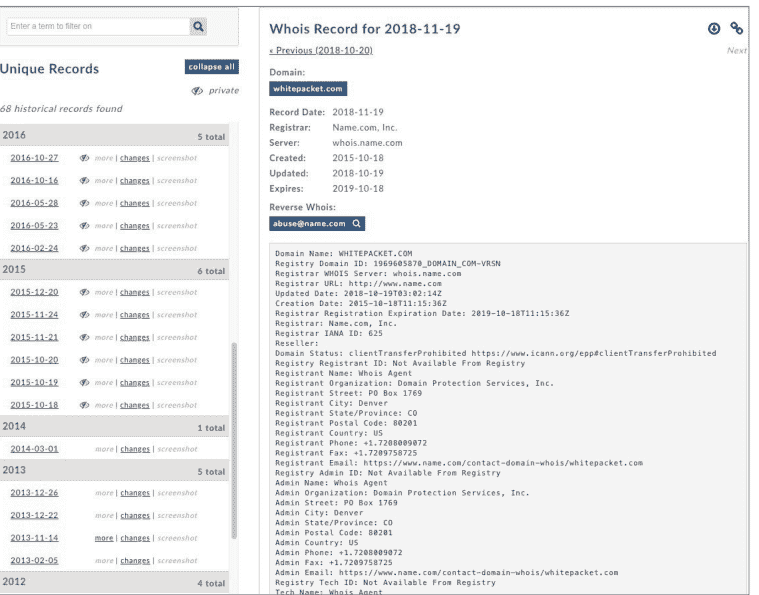 Enter a term to filter on
Unique Records
collapse all
private
68 historical records found
2016 5 total
2016-10-27 more | changes | screenshot
2016-10-16 more | changes | screenshot
2016-05-28 more | changes | screenshot
2016-05-23 more | changes | screenshot
2016-02-24 more | changes | screenshot
2015 6 total
2015-12-20 more | changes | screenshot
2015-11-24 more | changes | screenshot
2015-11-21 more | changes | screenshot
2015-10-20 more | changes | screenshot
2015-10-19 more | changes | screenshot
2015-10-18 more | changes | screenshot
2014 1 total
2014-03-01 more | changes | screenshot
2013 5 total
2013-12-26 more | changes | screenshot
2013-12-22 more | changes | screenshot
2013-11-14 more | changes | screenshot
2013-02-05 more | changes | screenshot
2012 4 total
Whois Record for 2018-11-19
« Previous (2018-10-20)
Next
Domain:
whitepacket.com
Record Date: 2018-11-19
Registrar: Name.com, Inc.
Server: whois.name.com
Created: 2015-10-18
Updated: 2018-10-19
Expires: 2019-10-18
Reverse Whois:
abuse@name.com
Domain Name: WHITEPACKET.COM
Registry Domain ID: 1969605870_DOMAIN_COM-VRSN
Registrar WHOIS Server: whois.name.com
Registrar URL: http://www.name.com
Updated Date: 2018-10-19T03:02:14Z
Creation Date: 2015-10-18T11:15:36Z
Registrar Registration Expiration Date: 2019-10-18T11:15:36Z
Registrar: Name.com, Inc.
Registrar IANA ID: 625
Reseller:
Domain Status: clientTransferProhibited https://www.icann.org/epp#clientTransferProhibited
Registry Registrant ID: Not Available From Registry
Registrant Name: Whois Agent
Registrant Organization: Domain Protection Services, Inc.
Registrant Street: PO Box 1769
Registrant City: Denver
Registrant State/Province: CO
Registrant Postal Code: 80201
Registrant Country: US
Registrant Phone: +1.7208009072
Registrant Fax: +1.7209758725
Registrant Email: https://www.name.com/contact-domain-whois/whitepacket.com
Registry Admin ID: Not Available From Registry
Admin Name: Whois Agent
Admin Organization: Domain Protection Services, Inc.
Admin Street: PO Box 1769
Admin City: Denver
Admin State/Province: CO
Admin Postal Code: 80201
Admin Country: US
Admin Phone: +1.7208009072
Admin Fax: +1.7209758725
Admin Email: https://www.name.com/contact-domain-whois/whitepacket.com
Registry Tech ID: Not Available From Registry
Tech Name: Whois Agent